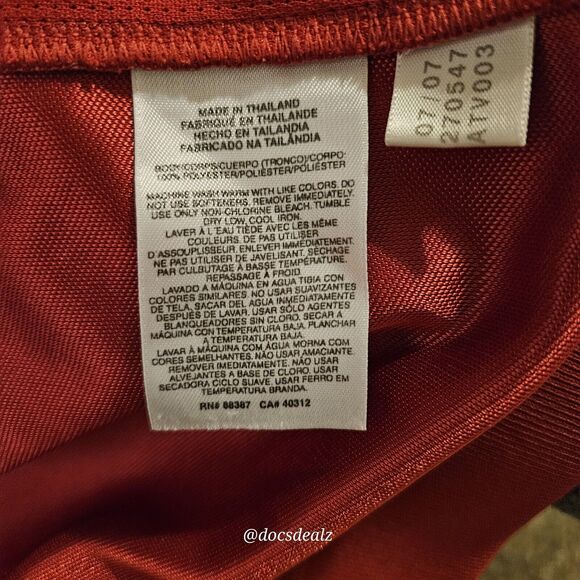 MADE IN THAILAND
FABRIQUÉ EN THAÏLANDE
HECHO EN TAILANDIA
FABRICADO NA TAILÂNDIA
BODY/CORPS/CUERPO (TRONCO)/CORPO
100% POLYESTER/POLIÉSTER/POLIÉSTER
MACHINE WASH WARM WITH LIKE COLORS. DO
NOT USE SOFTENERS. REMOVE IMMEDIATELY.
USE ONLY NON-CHLORINE BLEACH. TUMBLE
DRY LOW, COOL IRON.
LAVER À L'EAU TIÈDE AVEC LES MÊME
COULEURS. DE PAS UTILISER
D'ASSOUPLISSEUR. ENLEVER IMMÉDIATEMENT.
NE PAS UTILISER DE JAVELISANT. SÉCHAGE
PAR CULBUTAGE À BASSE TEMPÉRATURE.
REPASSAGE À FROID.
LAVADO A MÁQUINA EN AGUA TIBIA CON
COLORES SIMILARES. NO USAR SUAVIZANTES
DE TELA. SACAR DEL AGUA INMEDIATAMENTE
DESPUÉS DE LAVAR. USAR SÓLO AGENTES
BLANQUEADORES SIN CLORO. SECAR A
MÁQUINA CON TEMPERATURA BAJA. PLANCHAR
A TEMPERATURA BAJA.
LAVAR À MÁQUINA COM ÁGUA MORNA COM
CORES SEMELHANTES. NÃO USAR AMACIANTE.
REMOVER IMEDIATAMENTE. NÃO USAR
ALVEJANTES A BASE DE CLORO. USAR
SECADORA CICLO SUAVE. USAR FERRO EM
TEMPERATURA BRANDA.
RN# 88387 CA# 40312
07/07
270547
ATV003
@docsdealz